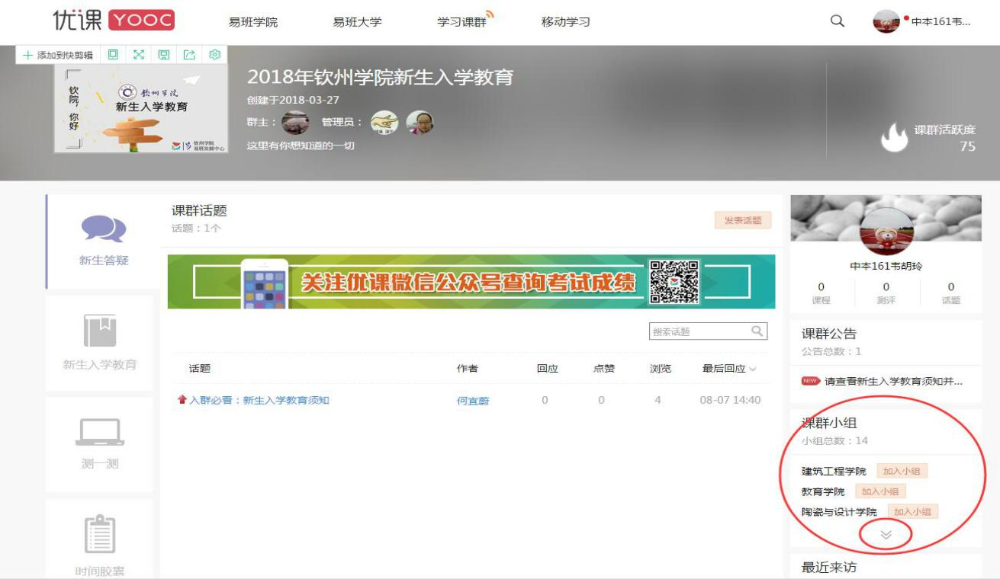 优课 YOOC
易班学院
易班大学
学习课群
移动学习
中本161韦...
添加到快剪辑
钦院,你好
钦州学院
新生入学教育
钦州学院
易班发展中心
2018年钦州学院新生入学教育
创建于2018-03-27
群主: 管理员:
这里有你想知道的一切
课群活跃度
75
新生答疑
新生入学教育
测一测
时间胶囊
课群话题
话题:1个
发表话题
关注优课微信公众号查询考试成绩
搜索话题
话题 作者 回应 点赞 浏览 最后回应
入群必看:新生入学教育须知 何宜蔚 0 0 4 08-07 14:40
中本161韦胡玲
0 0 0
课程 测评 话题
课群公告
公告总数:1
NEW 请查看新生入学教育须知并...
课群小组
小组总数:14
建筑工程学院 加入小组
教育学院 加入小组
陶瓷与设计学院 加入小组
最近来访